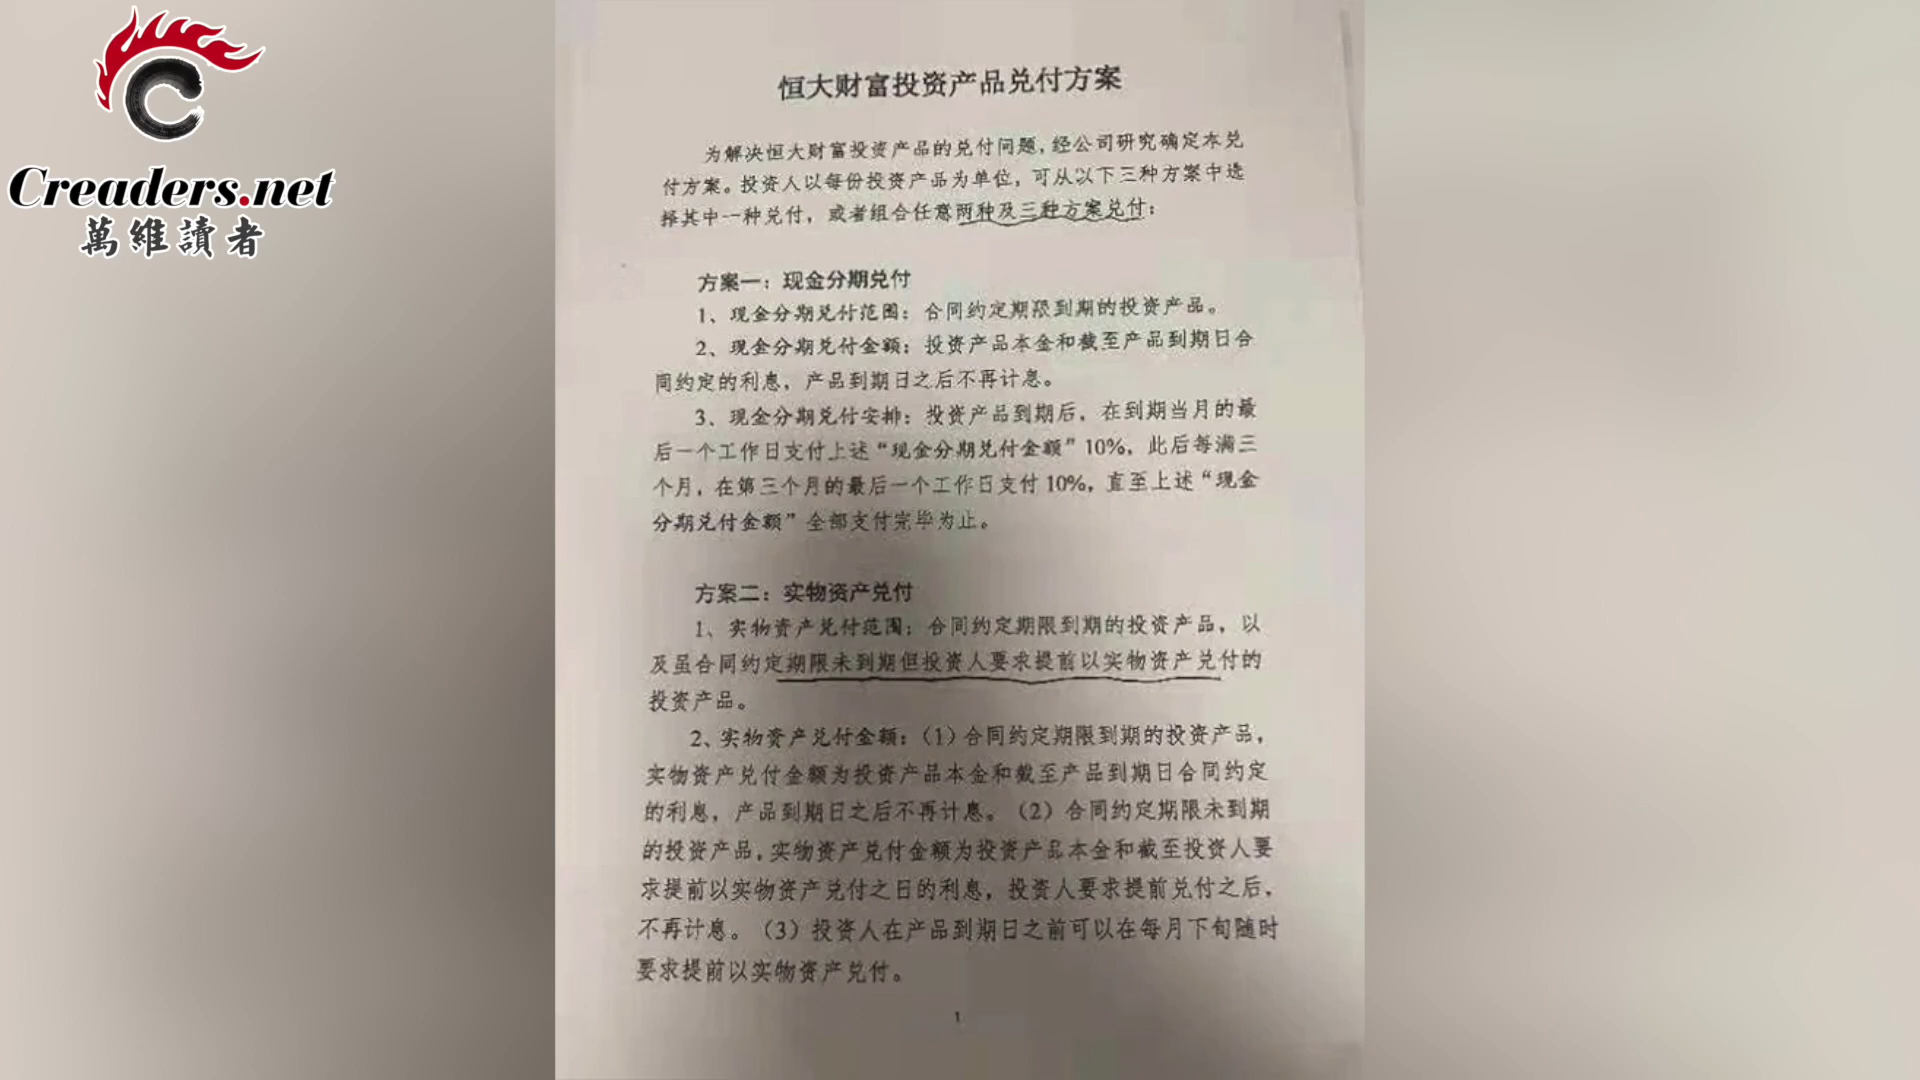 Creaders.net
萬維讀者
恒大财富投资产品兑付方案
为解决恒大财富投资产品的兑付问题,经公司研究确定本兑
付方案。投资人以每份投资产品为单位，可从以下三种方案中选
择其中一种兑付，或者组合任意两种及三种方案兑付：
方案一：现金分期兑付
1、现金分期兑付范围：合同约定期限到期的投资产品。
2、现金分期兑付金额：投资产品本金和截至产品到期日合
同约定的利息，产品到期日之后不再计息。
3、现金分期兑付安排：投资产品到期后，在到期当月的最
后一个工作日支付上述“现金分期兑付金额”10%，此后每满三
个月，在第三个月的最后一个工作日支付10%，直至上述“现金
分期兑付金额”全部支付完毕为止。
方案二：实物资产兑付
1、实物资产兑付范围：合同约定期限到期的投资产品，以
及虽合同约定期限未到期但投资人要求提前以实物资产兑付的
投资产品。
2、实物资产兑付金额：（1）合同约定期限到期的投资产品，
实物资产兑付金额为投资产品本金和截至产品到期日合同约定
的利息，产品到期日之后不再计息。（2）合同约定期限未到期
的投资产品,实物资产兑付金额为投资产品本金和截至投资人要
求提前以实物资产兑付之日的利息，投资人要求提前兑付之后，
不再计息。（3）投资人在产品到期日之前可以在每月下旬随时
要求提前以实物资产兑付。
1